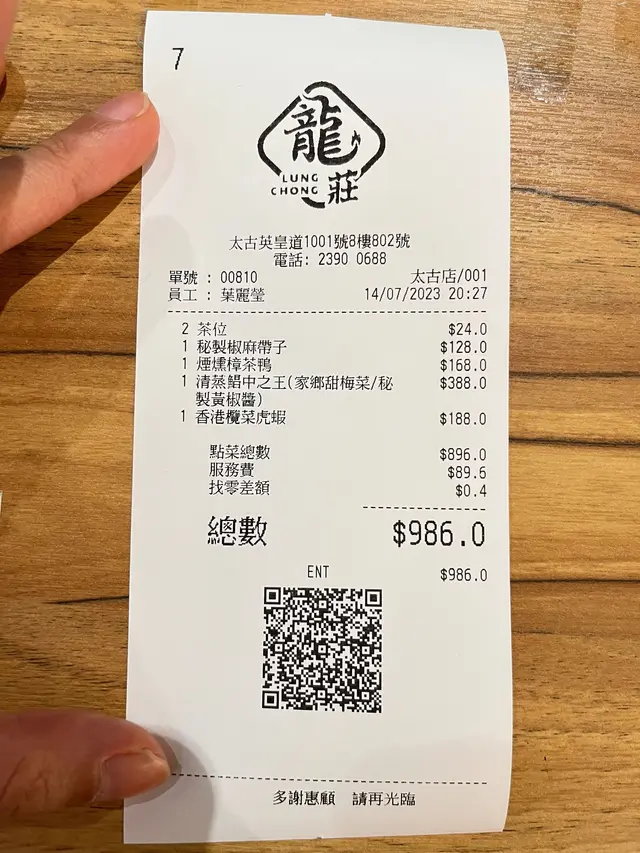 7
龍
LUNG
CHONG 莊
太古英皇道1001號8樓802號
電話: 2390 0688
單號 : 00810 太古店/001
員工 : 葉麗瑩 14/07/2023 20:27
2 茶位 $24.0
1 秘製椒麻帶子 $128.0
1 煙燻樟茶鴨 $168.0
1 清蒸鯧中之王(家鄉甜梅菜/秘 $388.0
製黃椒醬)
1 香港欖菜虎蝦 $188.0
點菜總數 $896.0
服務費 $89.6
找零差額 $0.4
總數 $986.0
ENT $986.0
多謝惠顧 請再光臨